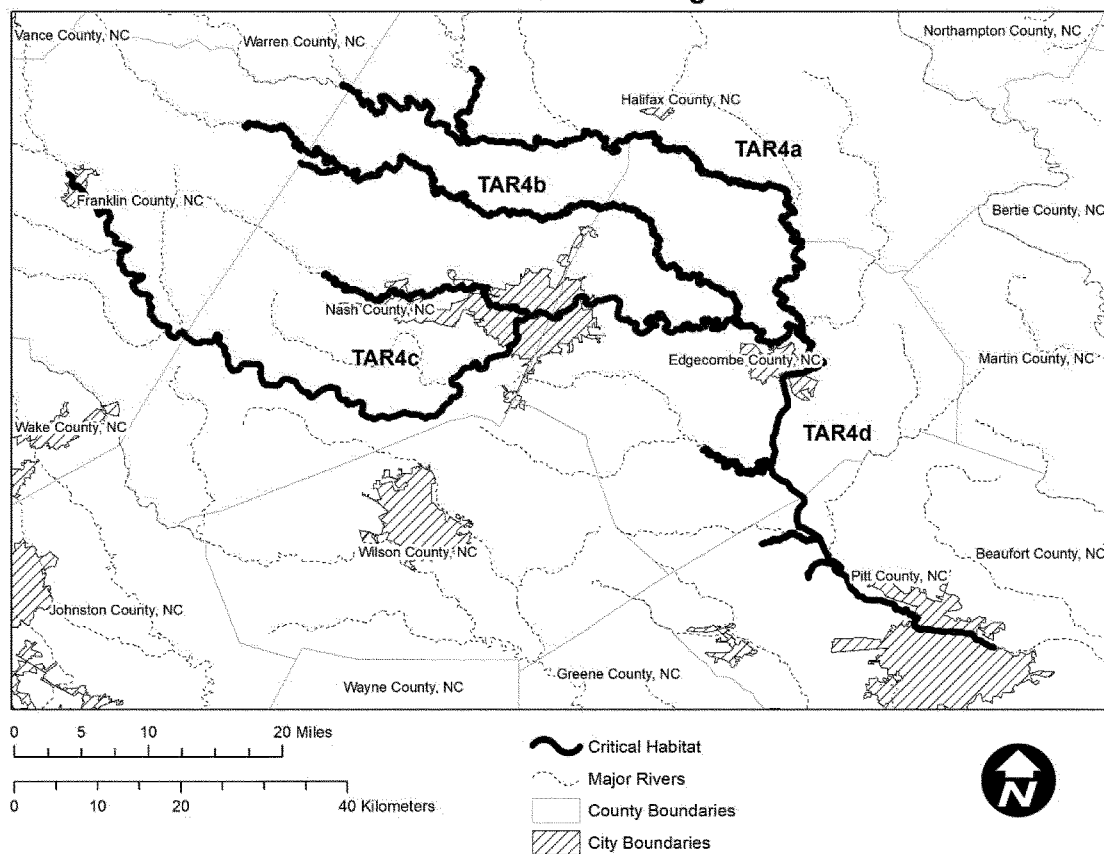 Vance County, NC
Warren County, NC
Northampton County, NC
Halifax County, NC
TAR4a
TAR4b
Franklin County, NC
Bertie County, NC
Nash County, NC
TAR4c
Edgecombe County, NC
Martin County, NC
Wake County, NC
TAR4d
Wilson County, NC
Beaufort County, NC
Pitt County, NC
Johnston County, NC
Greene County, NC
Wayne County, NC
0 5 10 20 Miles
0 10 20 40 Kilometers
Critical Habitat
Major Rivers
County Boundaries
City Boundaries
N